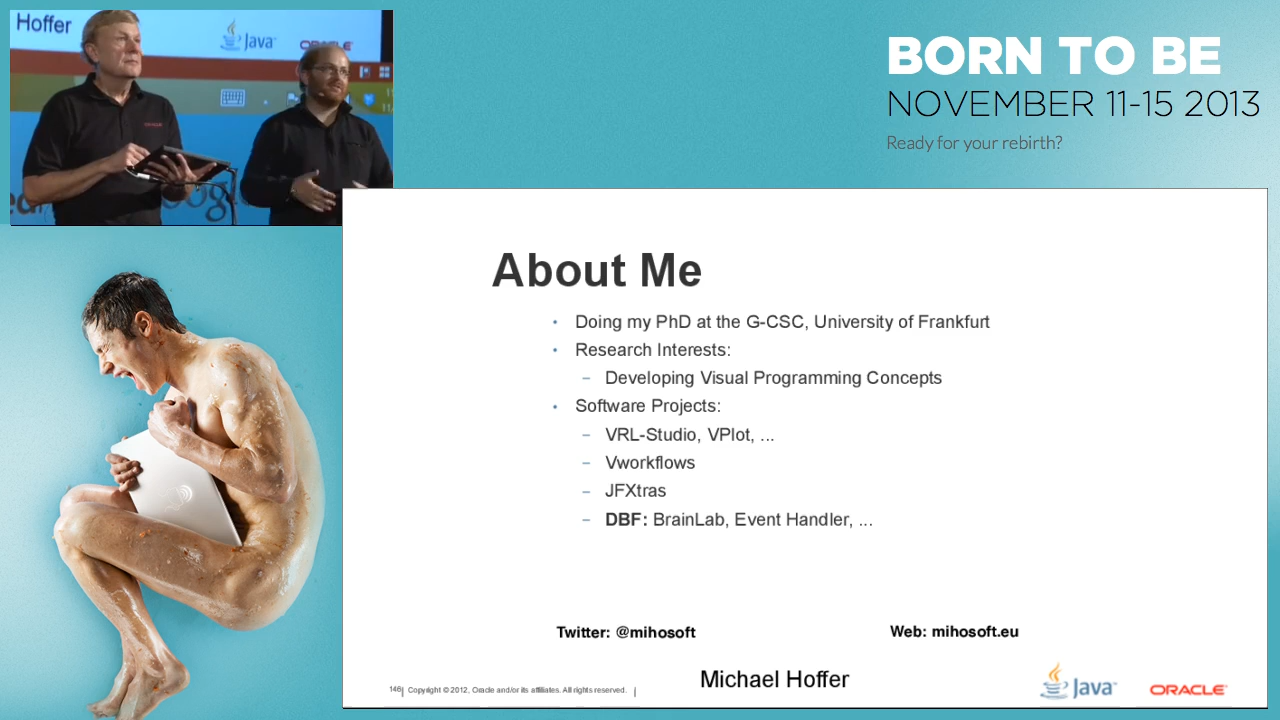 Hoffer
Java
ORACLE
BORN TO BE
NOVEMBER 11-15 2013
Ready for your rebirth?
About Me
• Doing my PhD at the G-CSC, University of Frankfurt
• Research Interests:
– Developing Visual Programming Concepts
• Software Projects:
– VRL-Studio, VPlot, ...
– Vworkflows
– JFXtras
– DBF: BrainLab, Event Handler, ...
Twitter: @mihosoft
Web: mihosoft.eu
Michael Hoffer
146| Copyright © 2012, Oracle and/or its affiliates. All rights reserved. |
Java
ORACLE